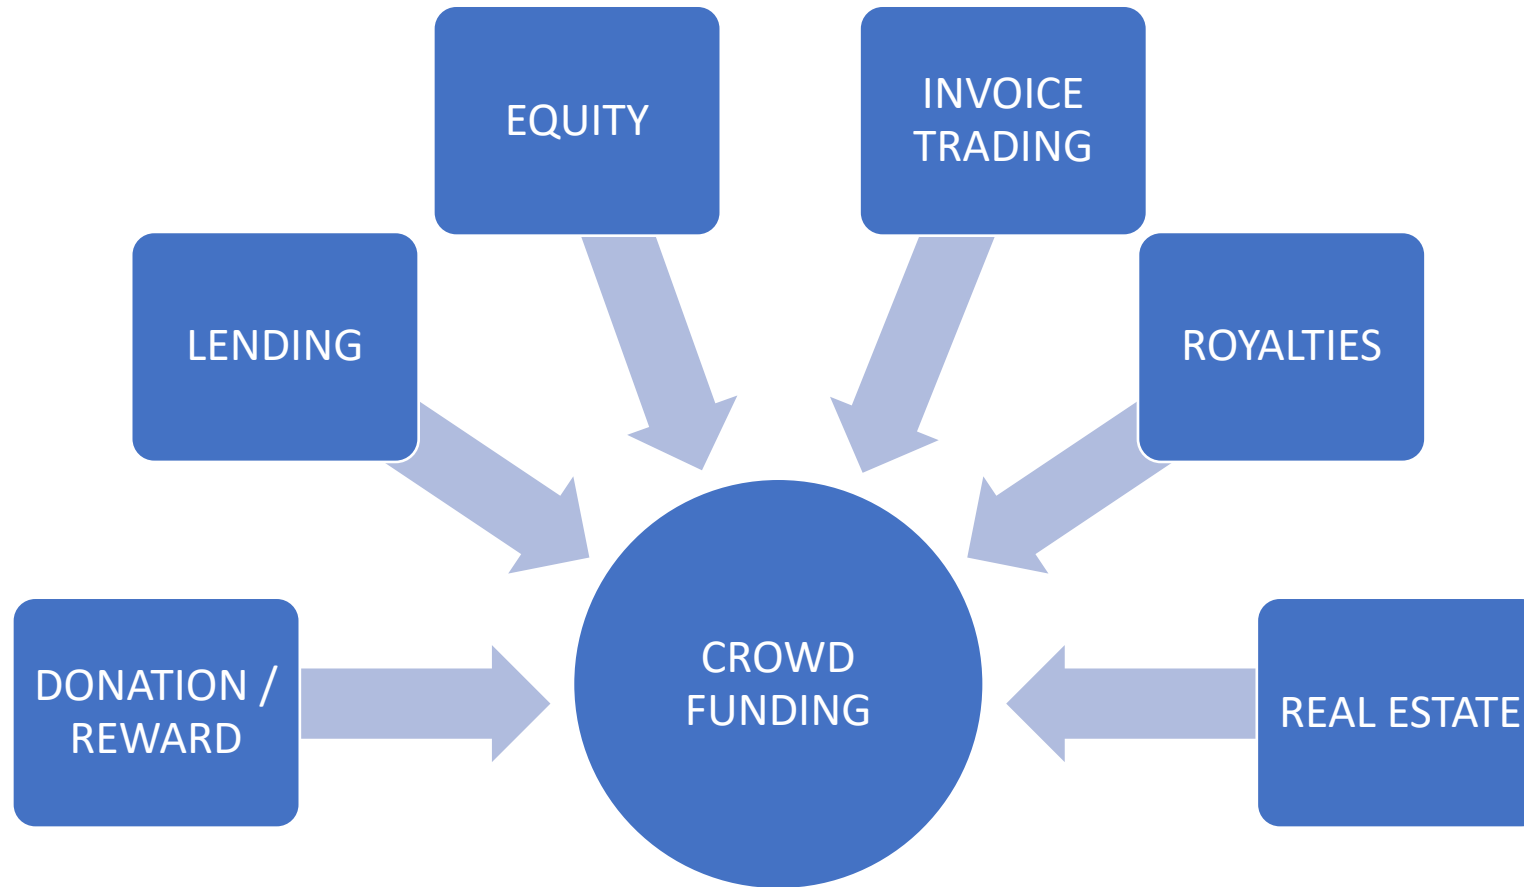 EQUITY
INVOICE
TRADING
LENDING
ROYALTIES
DONATION /
REWARD
CROWD
FUNDING
REAL ESTATE